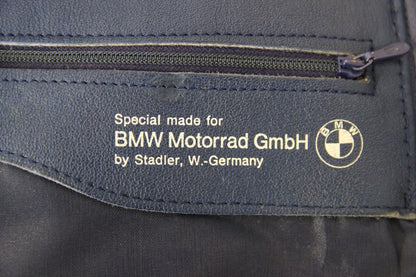 Special made for
BMW Motorrad GmbH
BMW
by Stadler, W.-Germany